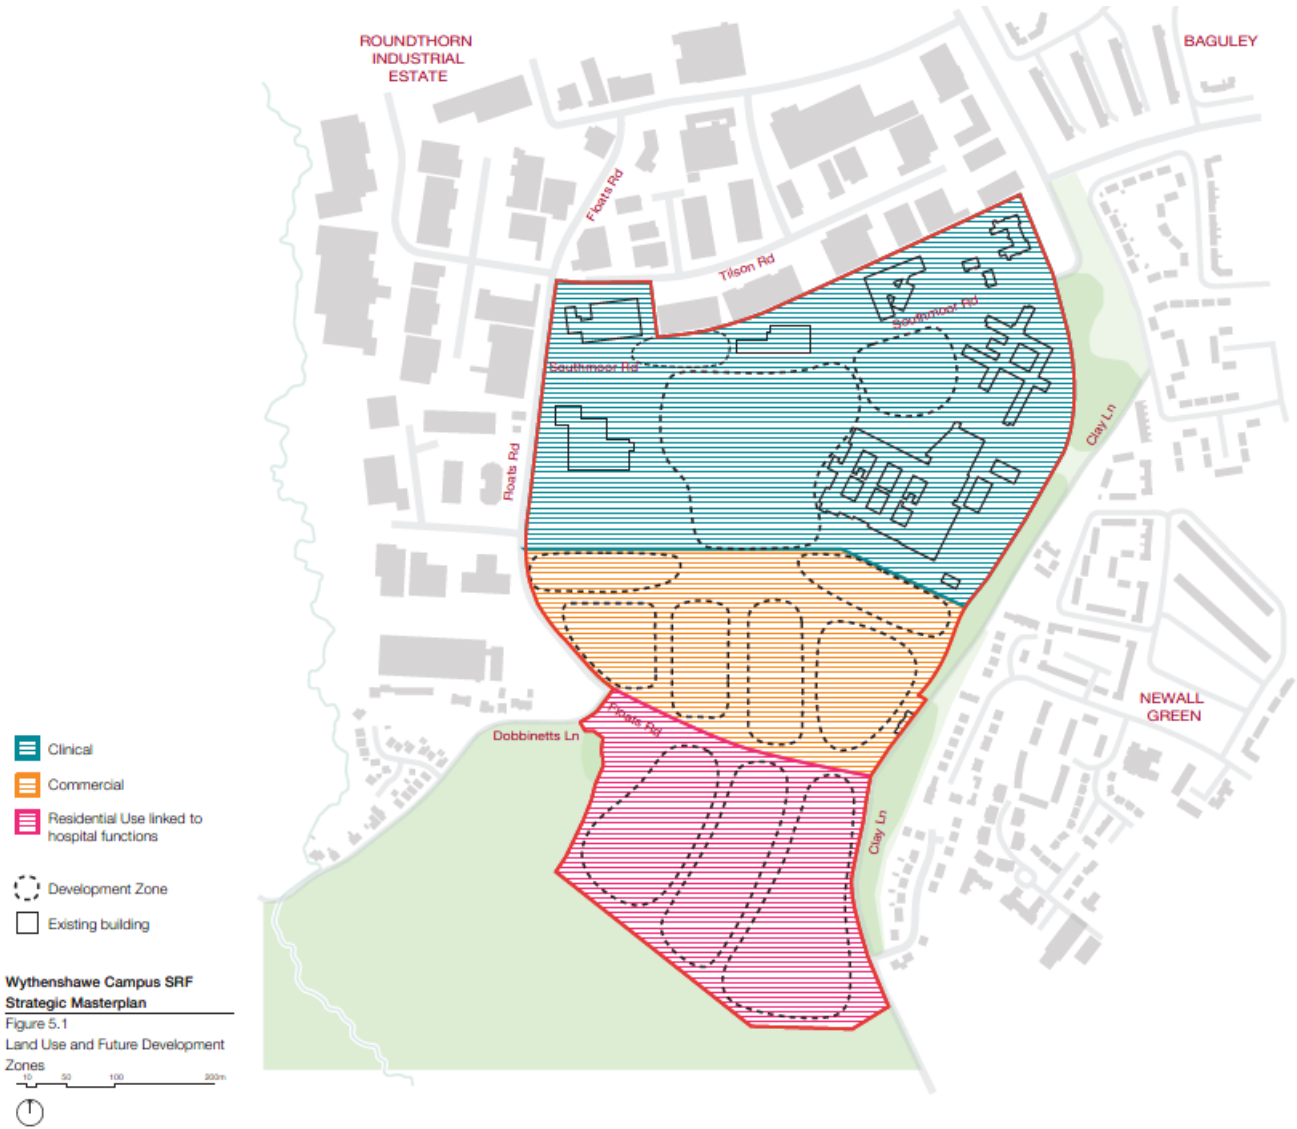 ROUNDTHORN
INDUSTRIAL
ESTATE
BAGULEY
Floats Rd
Tilson Rd
Southmoor Rd
Southmoor Rd
Clay Ln
Floats Rd
NEWALL
GREEN
Floats Rd
Dobbinetts Ln
Clay Ln
Clinical
Commercial
Residential Use linked to
hospital functions
Development Zone
Existing building
Wythenshawe Campus SRF
Strategic Masterplan
Figure 5.1
Land Use and Future Development
Zones
10 50 100 200m